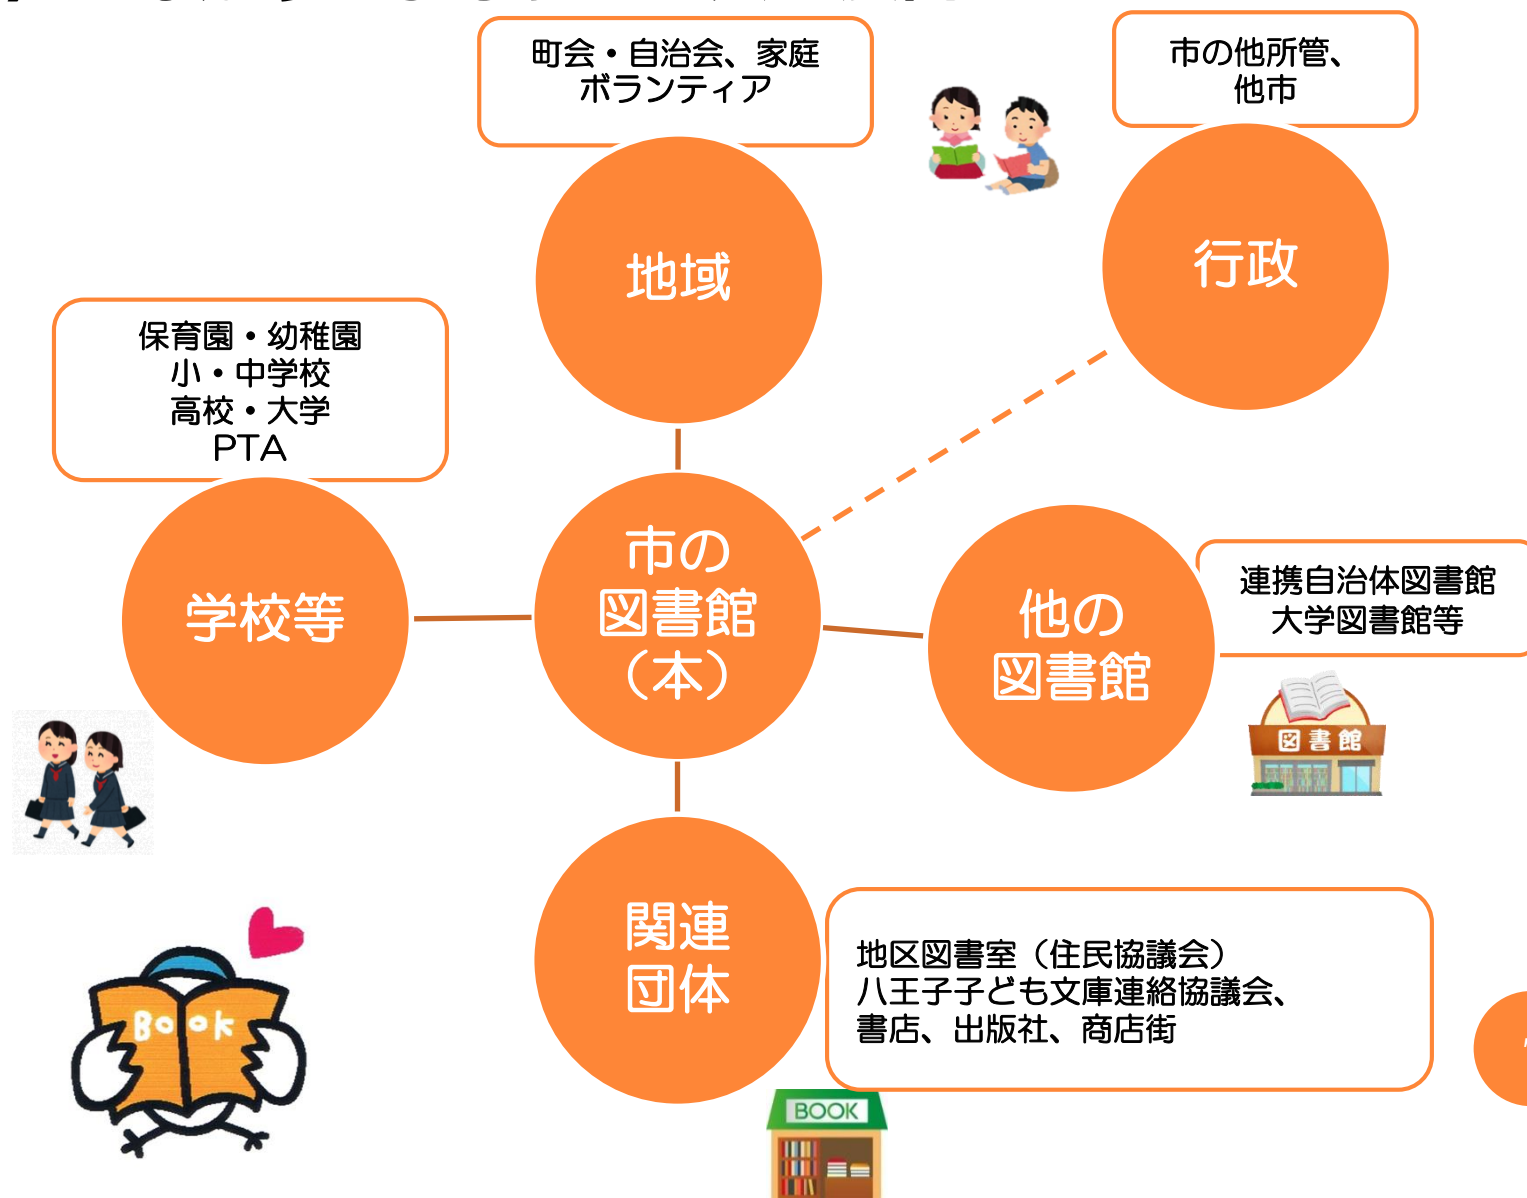 町会・自治会、家庭
ボランティア
市の他所管、
他市
地域
行政
保育園・幼稚園
小・中学校
高校・大学
PTA
学校等
市の
図書館
（本）
他の
図書館
連携自治体図書館
大学図書館等
図書館
関連
団体
地区図書室（住民協議会）
八王子子ども文庫連絡協議会、
書店、出版社、商店街
Book
BOOK